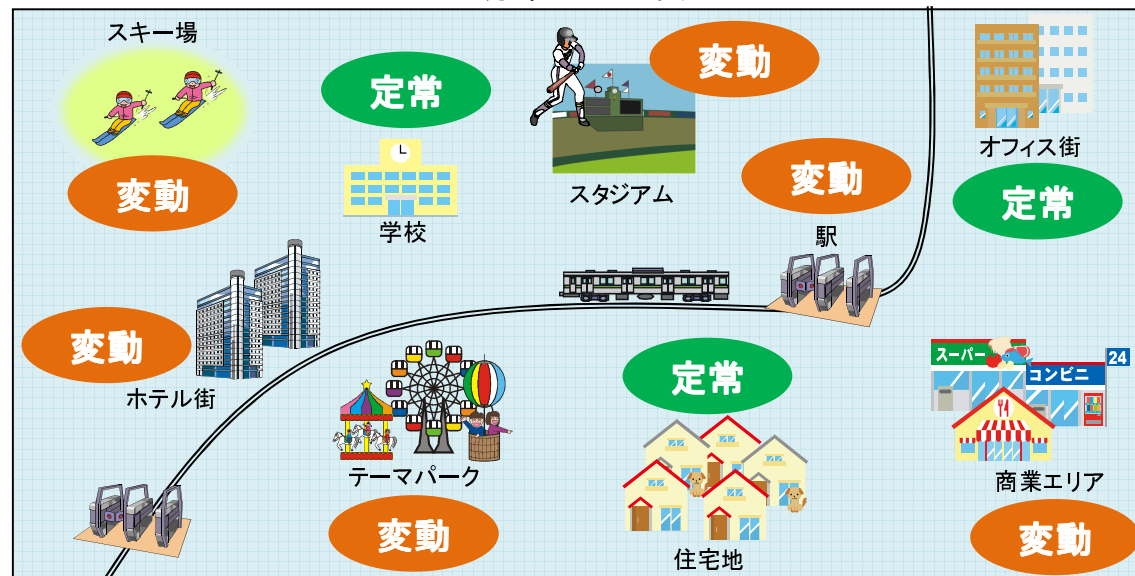 スキー場
変動
定常
学校
変動
スタジアム
変動
駅
オフィス街
定常
変動
ホテル街
テーマパーク
変動
定常
住宅地
スーパー
コンビニ
24
商業エリア
変動